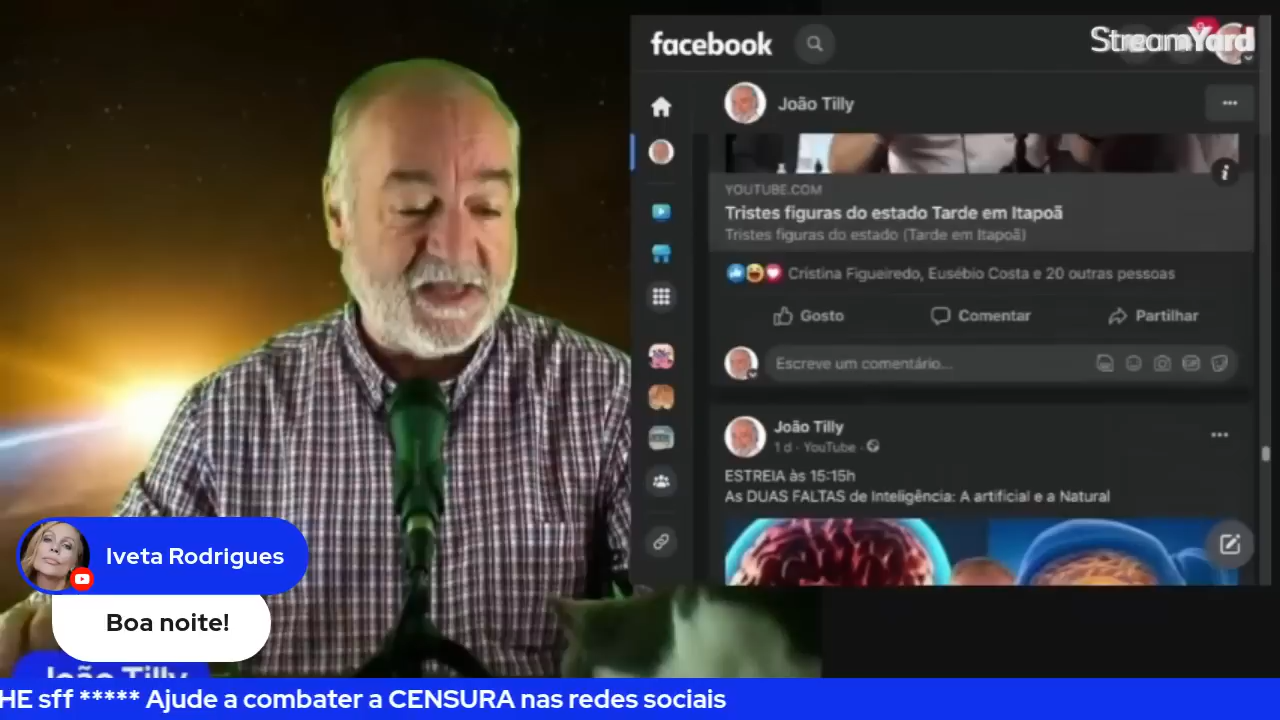 facebook
StreamYard
João Tilly
YOUTUBE.COM
Tristes figuras do estado Tarde em Itapoã
Tristes figuras do estado (Tarde em Itapoã)
Cristina Figueiredo, Eusébio Costa e 20 outras pessoas
Gosto
Comentar
Partilhar
Escreve um comentário...
GIF
João Tilly
1 d · YouTube ·
ESTREIA às 15:15h
As DUAS FALTAS de Inteligência: A artificial e a Natural
Iveta Rodrigues
Boa noite!
João Tilly
HE sff ***** Ajude a combater a CENSURA nas redes sociais